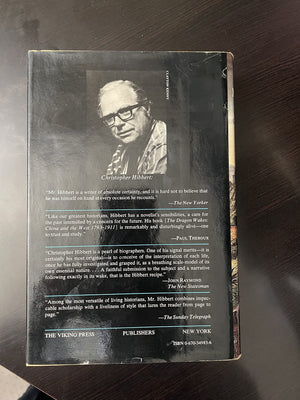 Christopher Hibbert:
"Mr. Hibbert is a writer of absolute certainty, and it is hard not to believe that
he was himself on hand at every occasion he recounts."
—The New Yorker
"Like our greatest historians, Hibbert has a novelist's sensibilities, a care for
the past intensified by a concern for the future. His book [The Dragon Wakes:
China and the West 1793-1911] is remarkably and disturbingly alive—one
to trust and study."
—PAUL THEROUX
"Christopher Hibbert is a pearl of biographers. One of his signal merits—it is
certainly his most original—is to conceive of the interpretation of each life,
once he has fully investigated and grasped it, as a beautiful scale-model of its
own essential nature. . . . A faithful submission to the subject and a narrative
following exactly in its wake, that is the Hibbert recipe."
—JOHN RAYMOND
The New Statesman
"Among the most versatile of living historians, Mr. Hibbert combines impec-
cable scholarship with a liveliness of style that lures the reader from page to
page."
—The Sunday Telegraph
THE VIKING PRESS PUBLISHERS NEW YORK
ISBN 0-670-34983-6